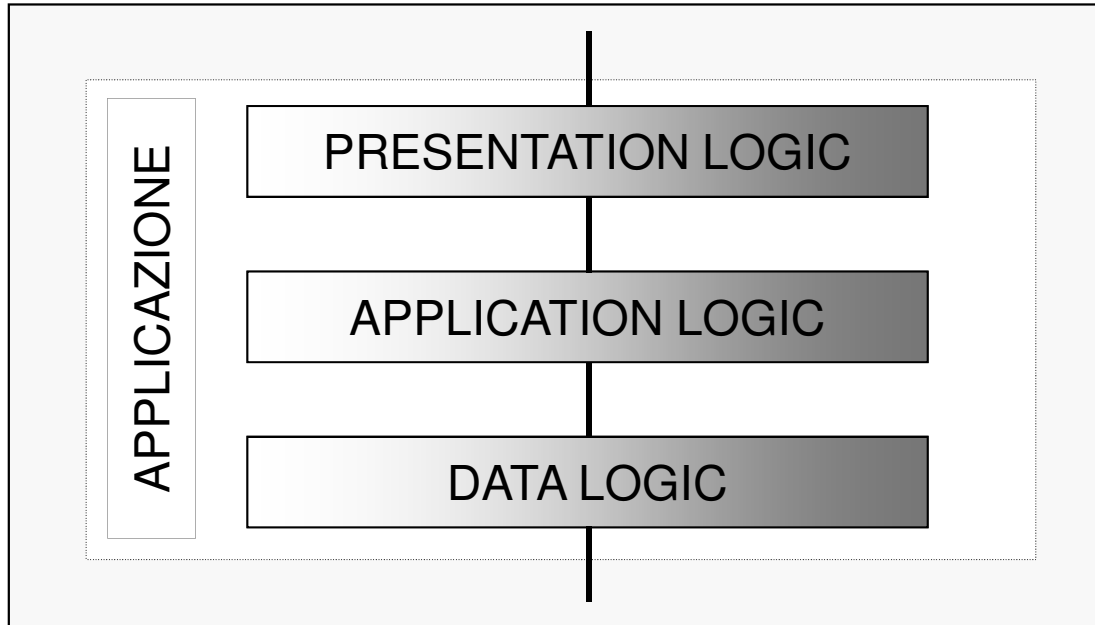 APPLICAZIONE
PRESENTATION LOGIC
APPLICATION LOGIC
DATA LOGIC